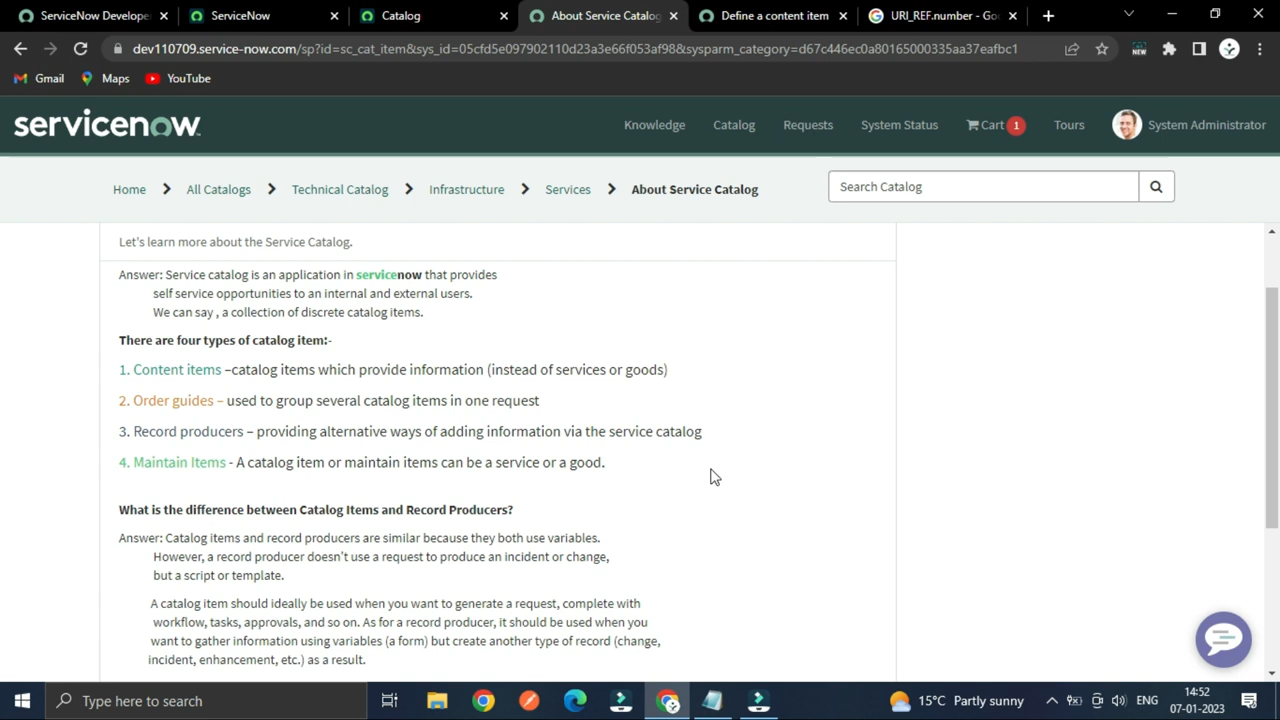 ServiceNow Develope
ServiceNow
Catalog
About Service Catalog
Define a content item
URI_REF.number - Goo
dev110709.service-now.com/sp?id=sc_cat_item&sys_id=05cfd5e097902110d23a3e66f053af98&sysparm_category=d67c446ec0a80165000335aa37eafbc1
NEW
Gmail
Maps
YouTube
servicenow
Knowledge
Catalog
Requests
System Status
Cart 1
Tours
System Administrator
Home
All Catalogs
Technical Catalog
Infrastructure
Services
About Service Catalog
Search Catalog
Let's learn more about the Service Catalog.
Answer: Service catalog is an application in servicenow that provides
self service opportunities to an internal and external users.
We can say , a collection of discrete catalog items.
There are four types of catalog item:-
1. Content items –catalog items which provide information (instead of services or goods)
2. Order guides – used to group several catalog items in one request
3. Record producers – providing alternative ways of adding information via the service catalog
4. Maintain Items - A catalog item or maintain items can be a service or a good.
What is the difference between Catalog Items and Record Producers?
Answer: Catalog items and record producers are similar because they both use variables.
However, a record producer doesn't use a request to produce an incident or change,
but a script or template.
A catalog item should ideally be used when you want to generate a request, complete with
workflow, tasks, approvals, and so on. As for a record producer, it should be used when you
want to gather information using variables (a form) but create another type of record (change,
incident, enhancement, etc.) as a result.
Type here to search
15°C Partly sunny
ENG
14:52
07-01-2023